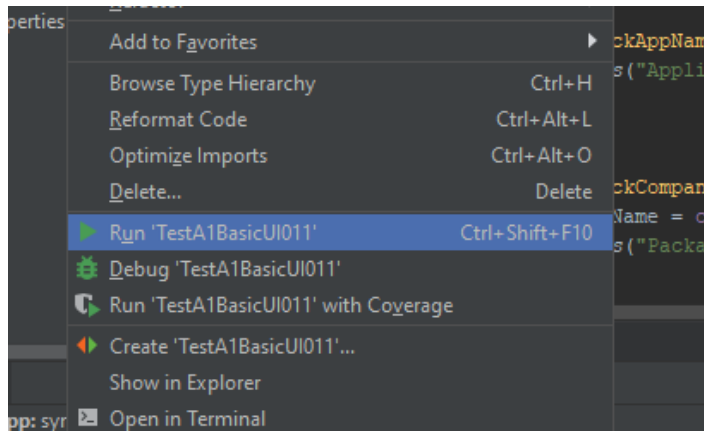 perties
Add to Favorites
ckAppNam
s("Appli
Browse Type Hierarchy Ctrl+H
Reformat Code Ctrl+Alt+L
Optimize Imports Ctrl+Alt+O
Delete... Delete
ckCompan
Run 'TestA1BasicUI011' Ctrl+Shift+F10
Name = c
s("Packa
Debug 'TestA1BasicUI011'
Run 'TestA1BasicUI011' with Coverage
Create 'TestA1BasicUI011'...
Show in Explorer
pp: syr
Open in Terminal